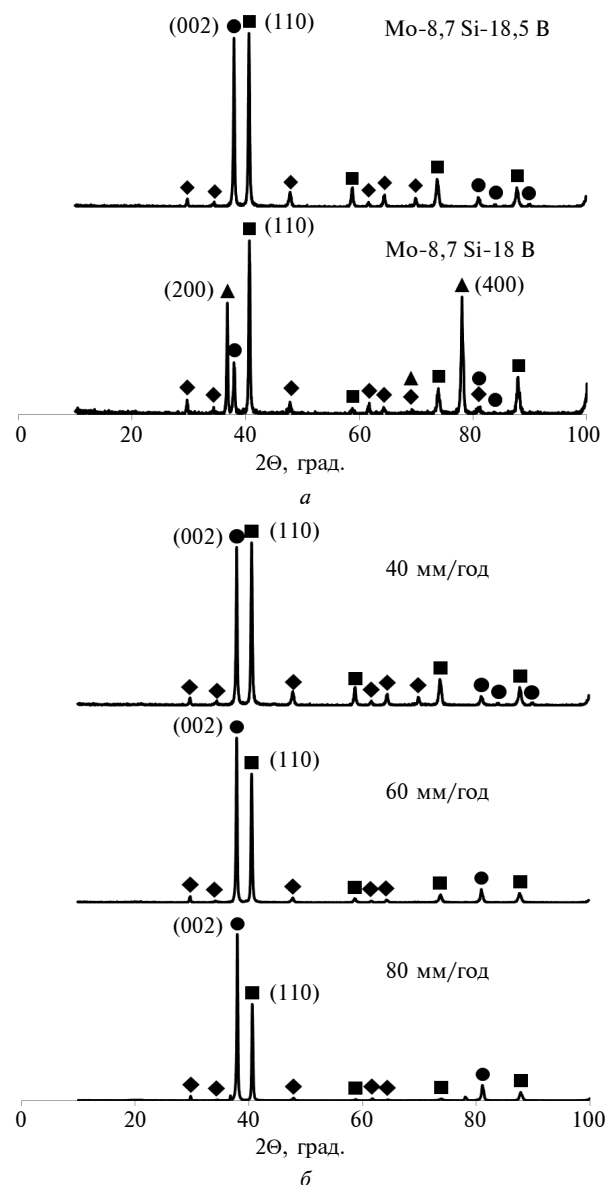 (002) (110) Mo-8,7 Si-18,5 B
(110)
Mo-8,7 Si-18 B
(200) (400)
0 20 40 60 80 100
2Θ, град.
а
(002) (110)
40 мм/год
(002)
(110)
60 мм/год
(002)
80 мм/год
(110)
0 20 40 60 80 100
2Θ, град.
б